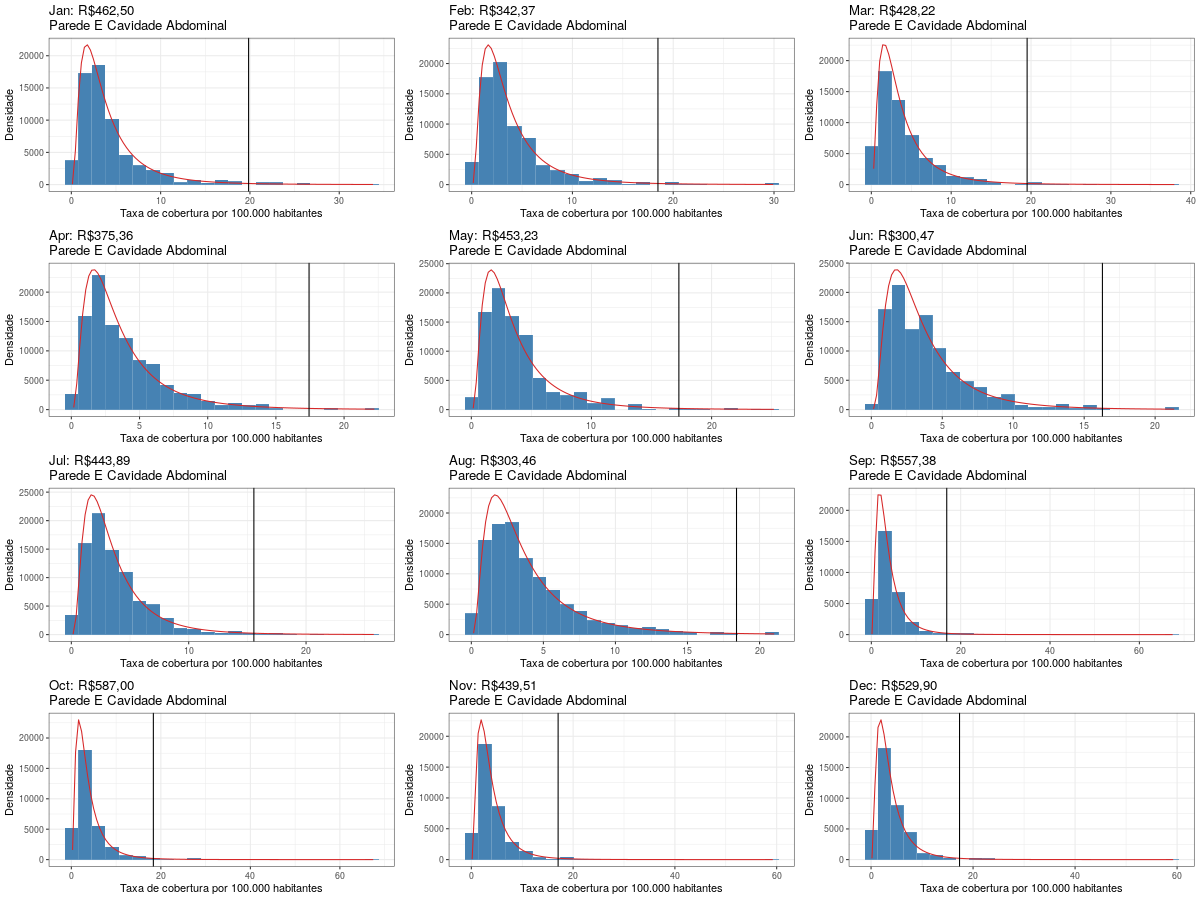 Jan: R$462,50
Parede E Cavidade Abdominal
Densidade
20000
15000
10000
5000
0
0 10 20 30
Taxa de cobertura por 100.000 habitantes
Feb: R$342,37
Parede E Cavidade Abdominal
Densidade
20000
15000
10000
5000
0
0 10 20 30
Taxa de cobertura por 100.000 habitantes
Mar: R$428,22
Parede E Cavidade Abdominal
Densidade
20000
15000
10000
5000
0
0 10 20 30 40
Taxa de cobertura por 100.000 habitantes
Apr: R$375,36
Parede E Cavidade Abdominal
Densidade
20000
15000
10000
5000
0
0 5 10 15 20
Taxa de cobertura por 100.000 habitantes
May: R$453,23
Parede E Cavidade Abdominal
Densidade
25000
20000
15000
10000
5000
0
0 10 20
Taxa de cobertura por 100.000 habitantes
Jun: R$300,47
Parede E Cavidade Abdominal
Densidade
25000
20000
15000
10000
5000
0
0 5 10 15 20
Taxa de cobertura por 100.000 habitantes
Jul: R$443,89
Parede E Cavidade Abdominal
Densidade
25000
20000
15000
10000
5000
0
0 10 20
Taxa de cobertura por 100.000 habitantes
Aug: R$303,46
Parede E Cavidade Abdominal
Densidade
20000
15000
10000
5000
0
0 5 10 15 20
Taxa de cobertura por 100.000 habitantes
Sep: R$557,38
Parede E Cavidade Abdominal
Densidade
20000
15000
10000
5000
0
0 20 40 60
Taxa de cobertura por 100.000 habitantes
Oct: R$587,00
Parede E Cavidade Abdominal
Densidade
20000
15000
10000
5000
0
0 20 40 60
Taxa de cobertura por 100.000 habitantes
Nov: R$439,51
Parede E Cavidade Abdominal
Densidade
20000
15000
10000
5000
0
0 20 40 60
Taxa de cobertura por 100.000 habitantes
Dec: R$529,90
Parede E Cavidade Abdominal
Densidade
20000
15000
10000
5000
0
0 20 40 60
Taxa de cobertura por 100.000 habitantes